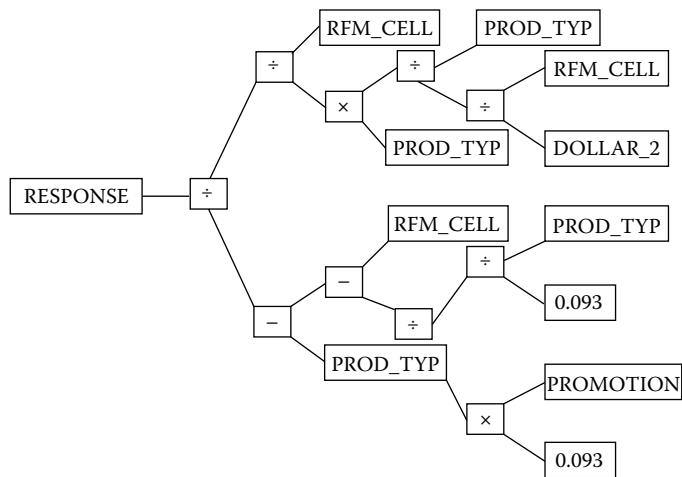 RFM_CELL
PROD_TYP
÷
÷
RFM_CELL
×
÷
PROD_TYP
DOLLAR_2
RESPONSE
÷
RFM_CELL
PROD_TYP
÷
−
0.093
−
÷
PROD_TYP
PROMOTION
×
0.093